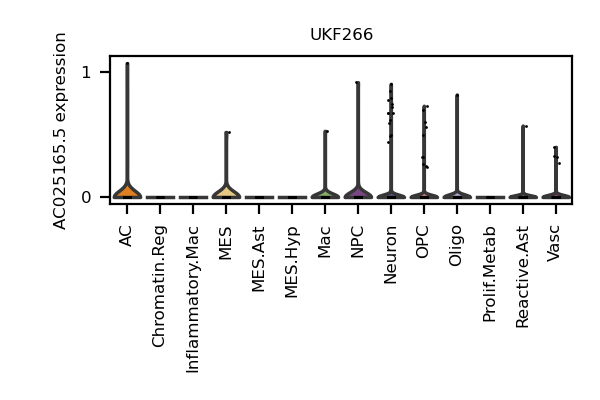 UKF266
AC025165.5 expression
1
0
AC
Chromatin.Reg
Inflammatory.Mac
MES
MES.Ast
MES.Hyp
Mac
NPC
Neuron
OPC
Oligo
Prolif.Metab
Reactive.Ast
Vasc